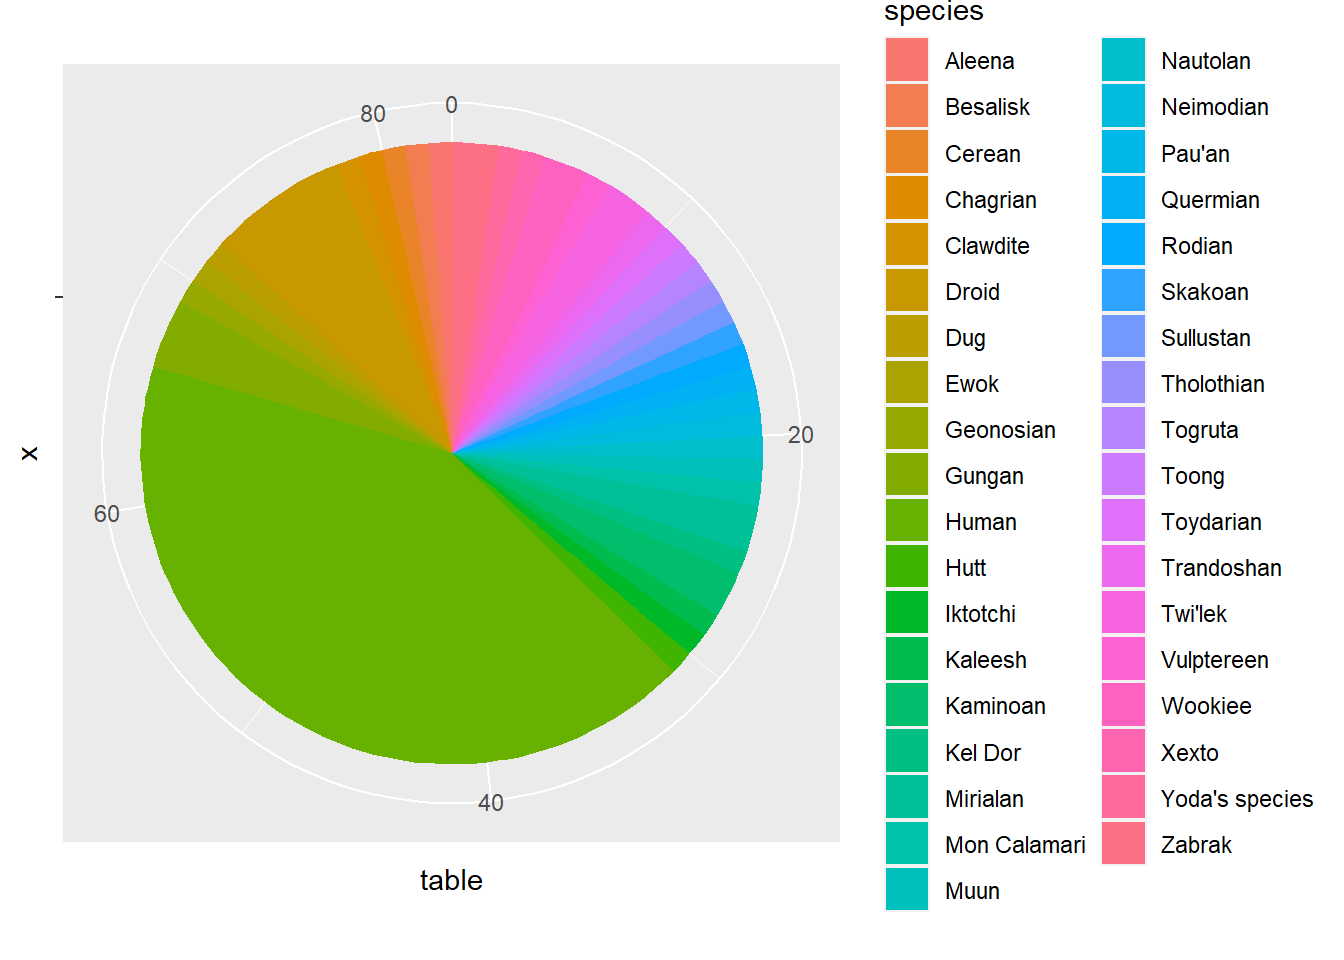 species
Aleena
Besalisk
Cerean
Chagrian
Clawdite
Droid
Dug
Ewok
Geonosian
Gungan
Human
Hutt
Iktotchi
Kaleesh
Kaminoan
Kel Dor
Mirialan
Mon Calamari
Muun
Nautolan
Neimodian
Pau'an
Quermian
Rodian
Skakoan
Sullustan
Tholothian
Togruta
Toong
Toydarian
Trandoshan
Twi'lek
Vulptereen
Wookiee
Xexto
Yoda's species
Zabrak
0
20
40
60
80
x
table